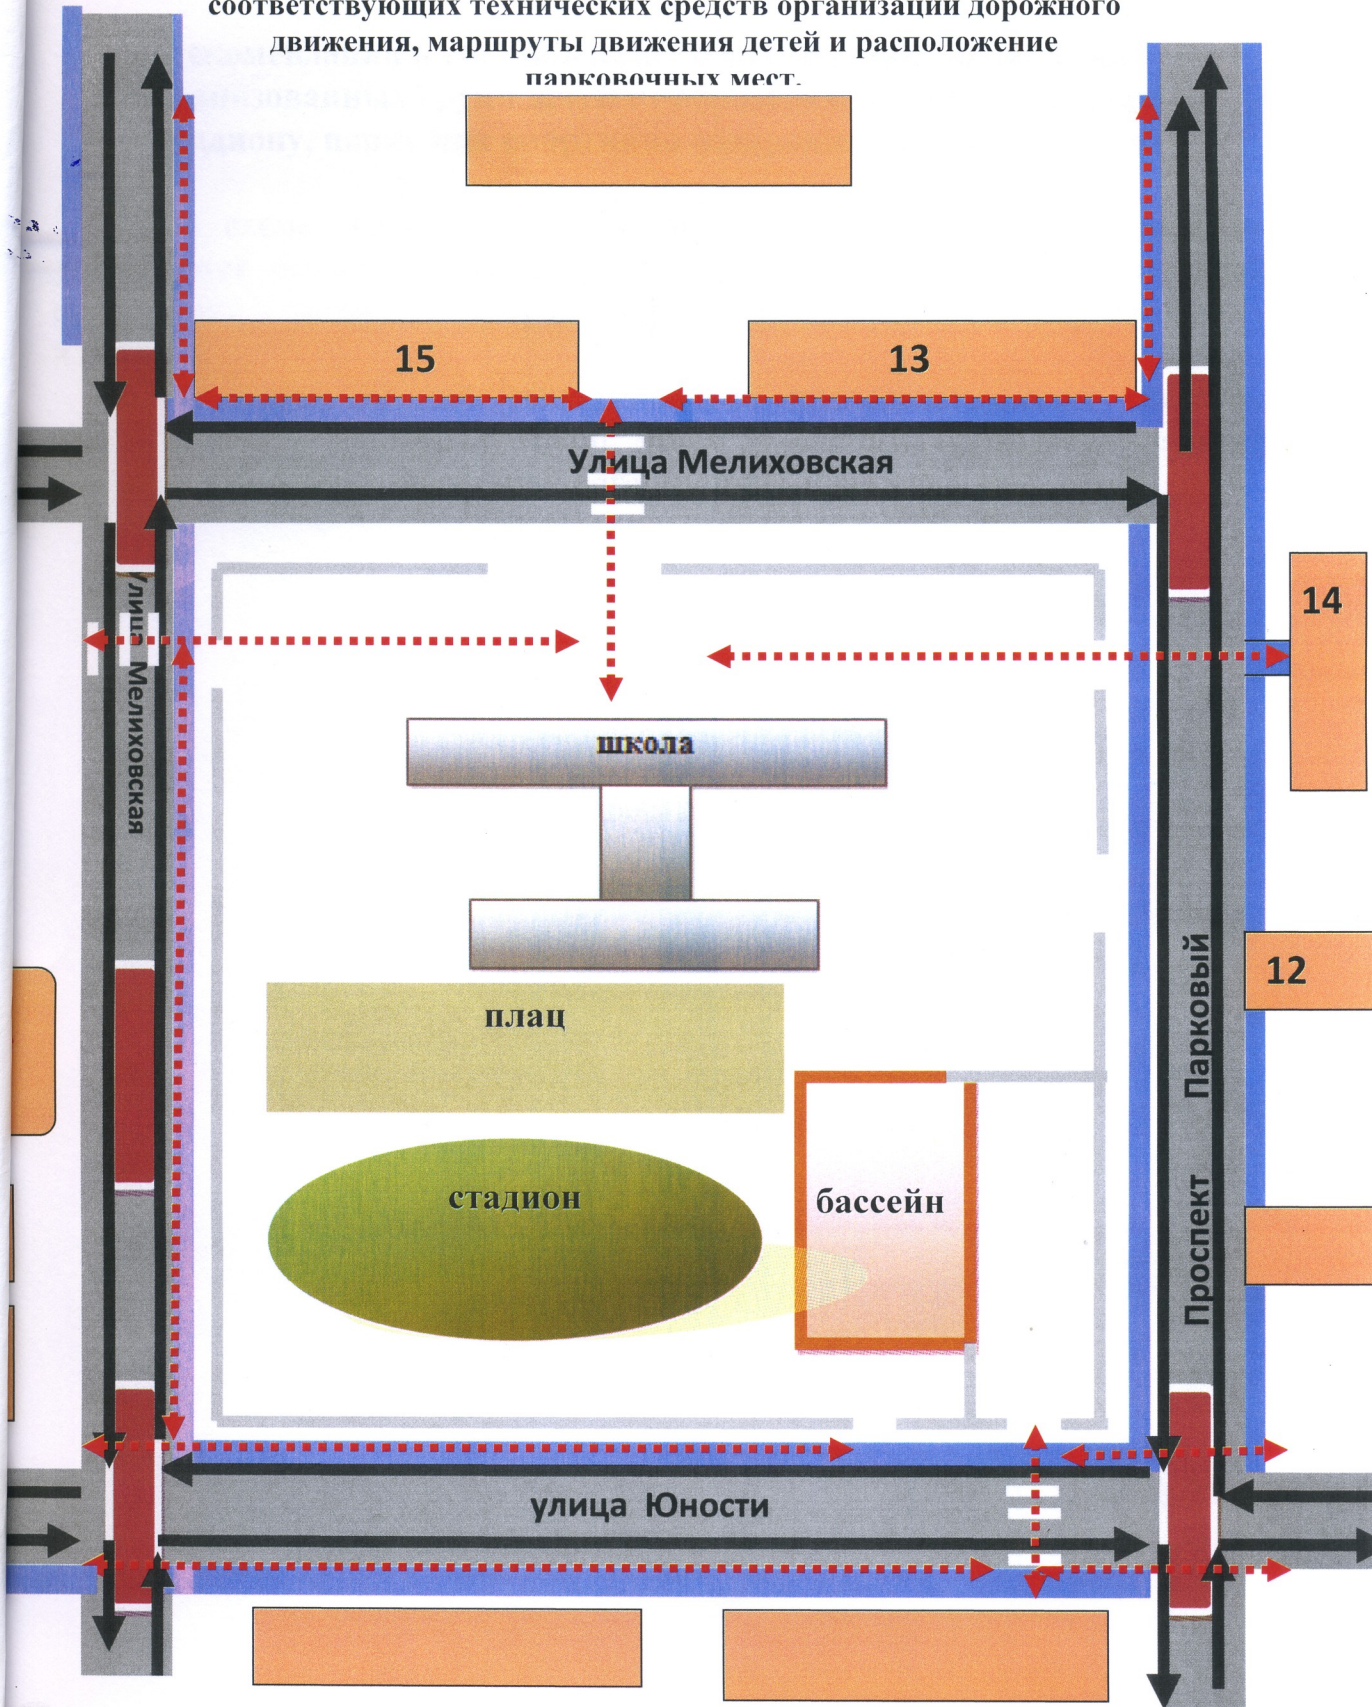 соответствующих технических средств организации дорожного
движения, маршруты движения детей и расположение
парковочных мест.
15
13
Улица Мелиховская
14
Улица Мелиховская
школа
12
плац
Проспект Парковый
стадион
бассейн
улица Юности